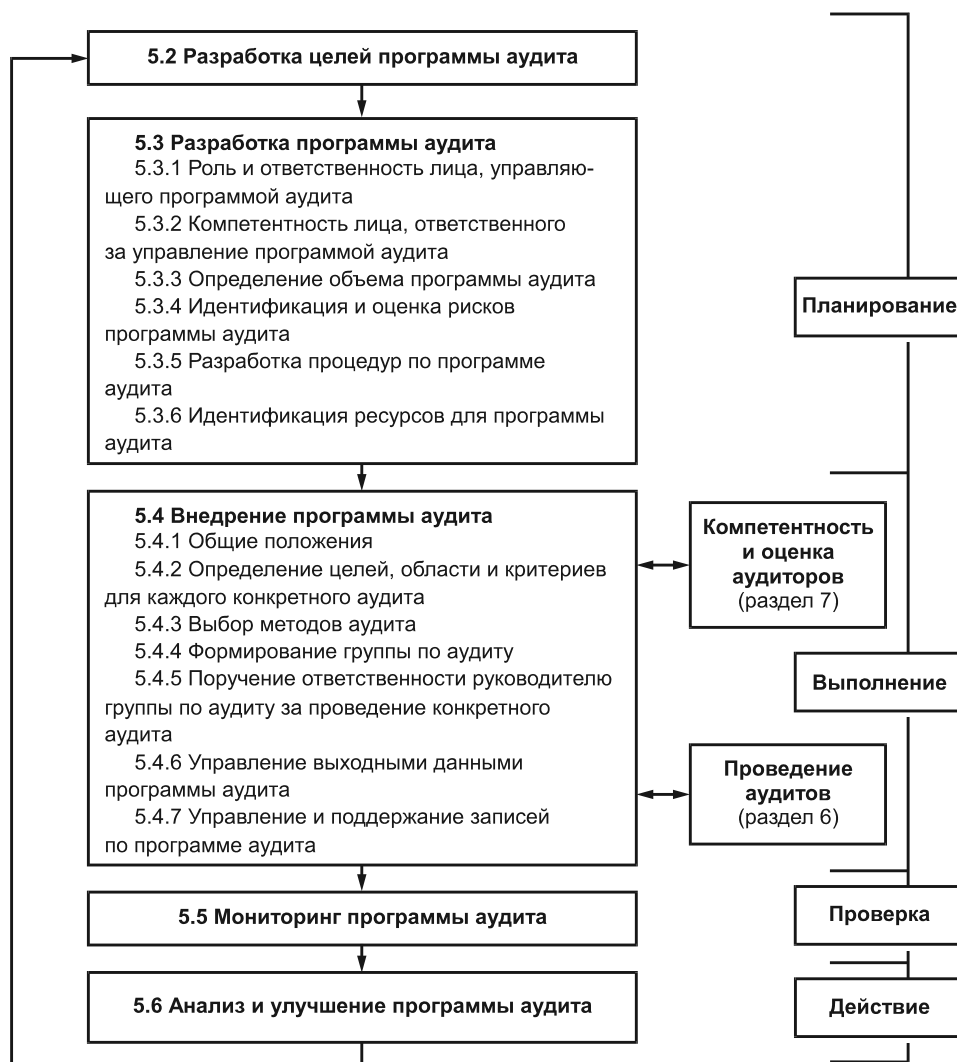 5.2 Разработка целей программы аудита
5.3 Разработка программы аудита
5.3.1 Роль и ответственность лица, управляю-
щего программой аудита
5.3.2 Компетентность лица, ответственного
за управление программой аудита
5.3.3 Определение объема программы аудита
5.3.4 Идентификация и оценка рисков
программы аудита
5.3.5 Разработка процедур по программе
аудита
5.3.6 Идентификация ресурсов для программы
аудита
Планирование
5.4 Внедрение программы аудита
5.4.1 Общие положения
5.4.2 Определение целей, области и критериев
для каждого конкретного аудита
5.4.3 Выбор методов аудита
5.4.4 Формирование группы по аудиту
5.4.5 Поручение ответственности руководителю
группы по аудиту за проведение конкретного
аудита
5.4.6 Управление выходными данными
программы аудита
5.4.7 Управление и поддержание записей
по программе аудита
Компетентность
и оценка
аудиторов
(раздел 7)
Выполнение
Проведение
аудитов
(раздел 6)
5.5 Мониторинг программы аудита
Проверка
5.6 Анализ и улучшение программы аудита
Действие